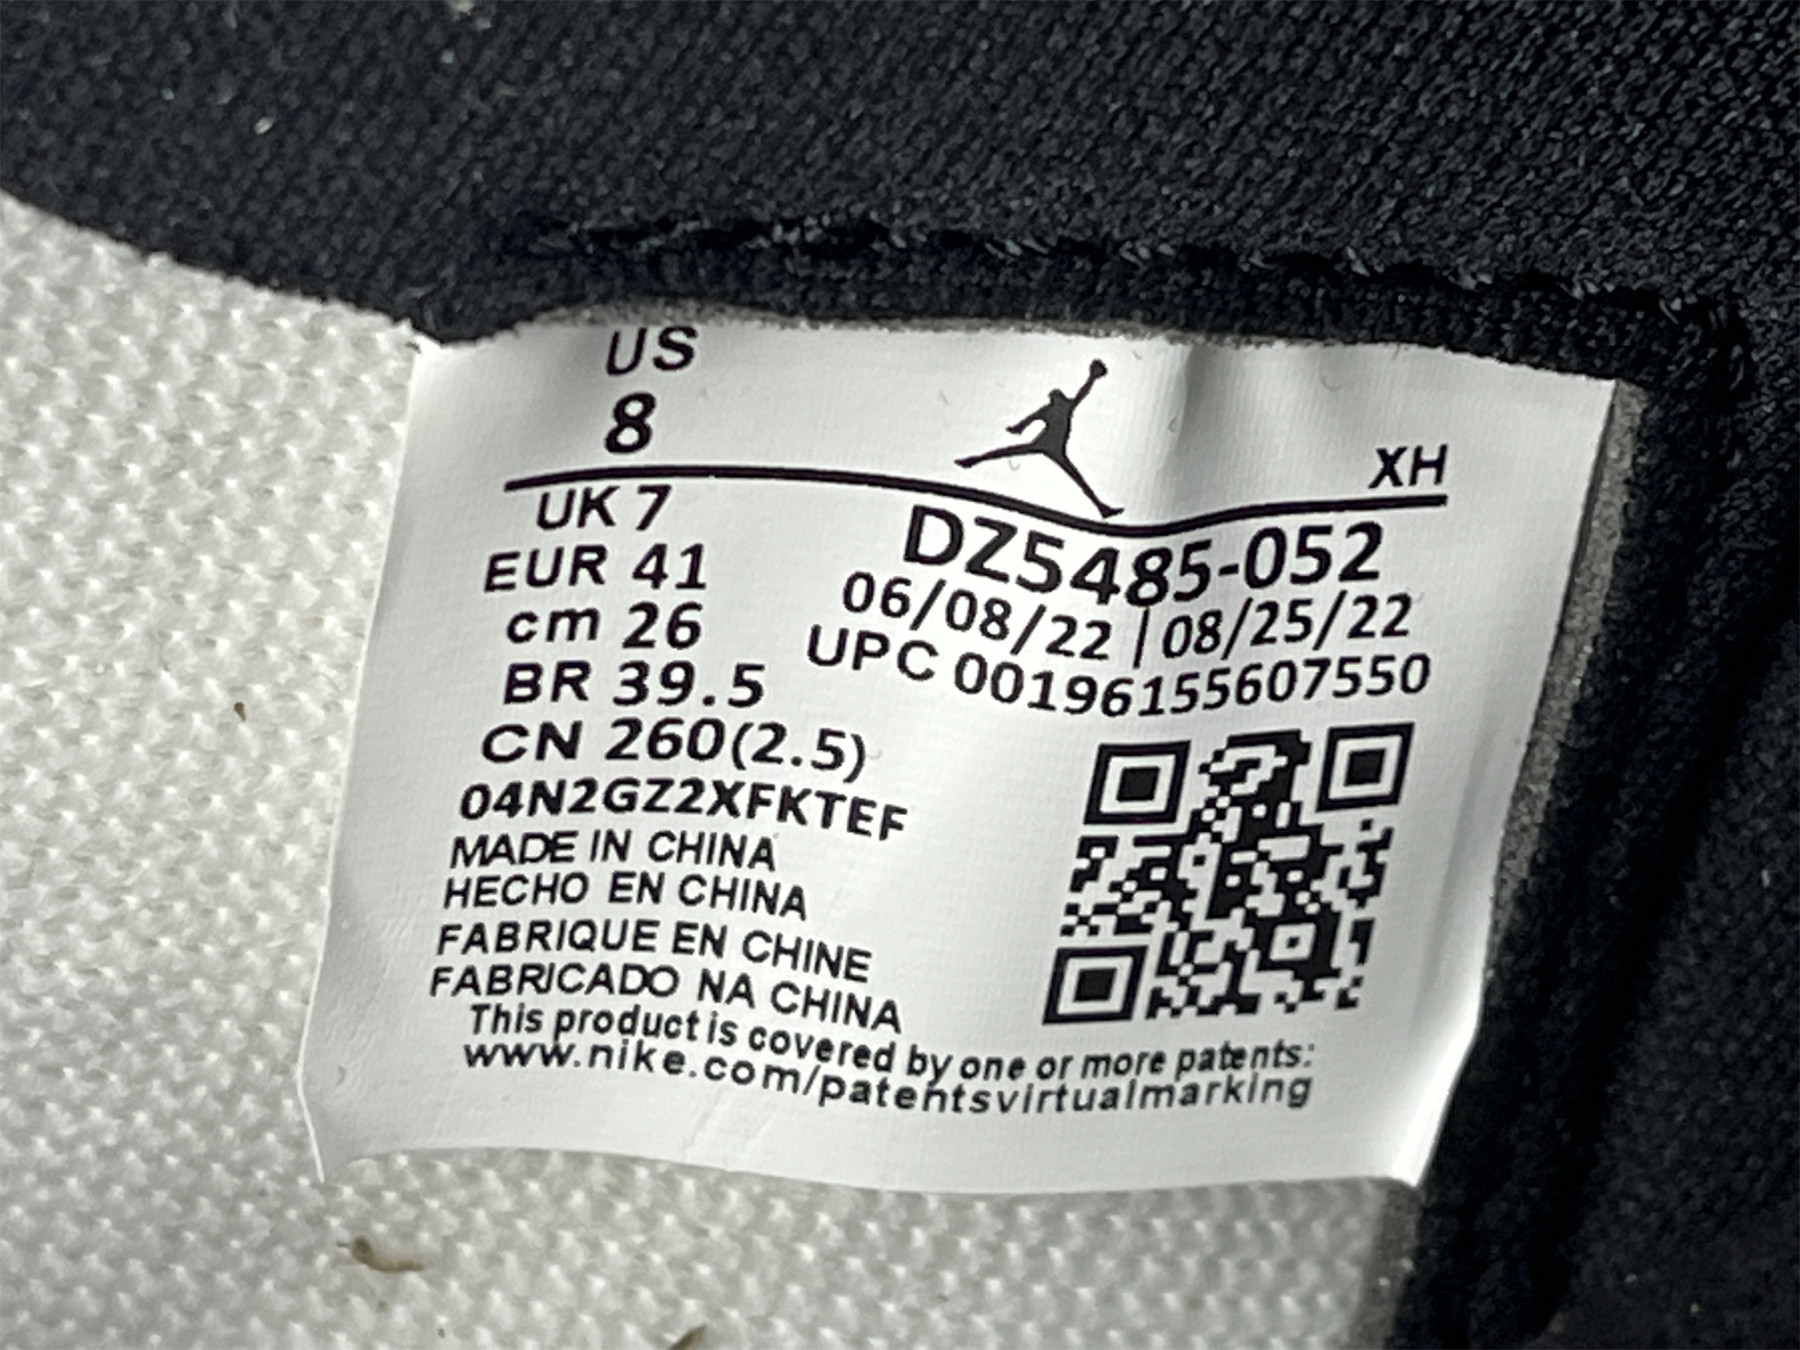 US
8
XH
UK 7
EUR 41
cm 26
BR 39.5
CN 260(2.5)
DZ5485-052
06/08/22 | 08/25/22
UPC 00196155607550
04N2GZ2XFKTEF
MADE IN CHINA
HECHO EN CHINA
FABRIQUE EN CHINE
FABRICADO NA CHINA
This product is covered by one or more patents:
www.nike.com/patentsvirtualmarking